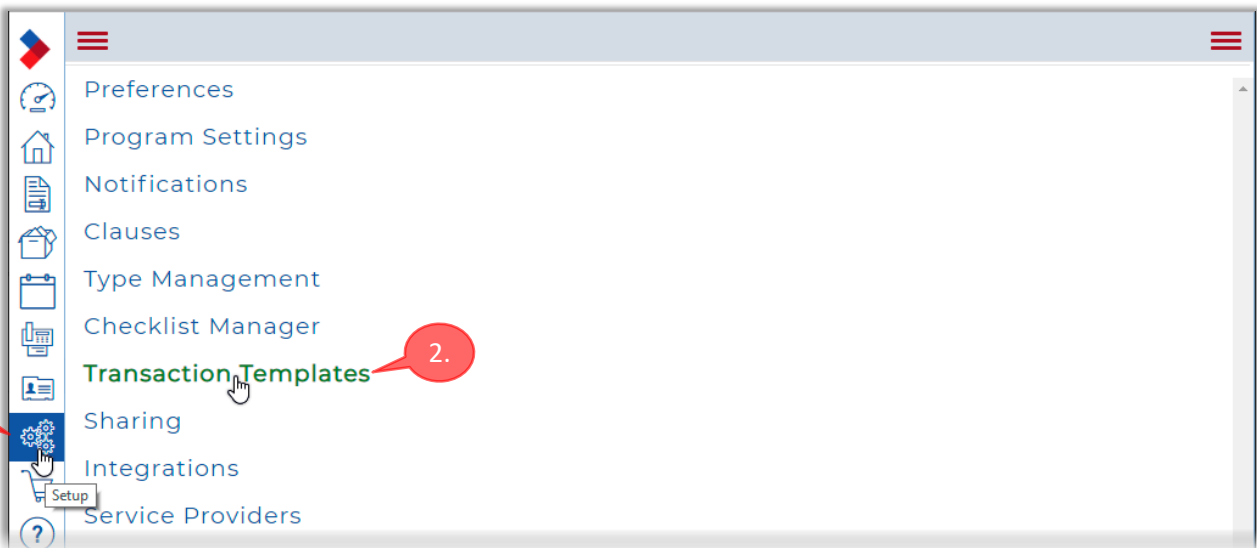 Preferences
Program Settings
Notifications
Clauses
Type Management
Checklist Manager
Transaction Templates
2.
Sharing
Integrations
Setup
Service Providers
?